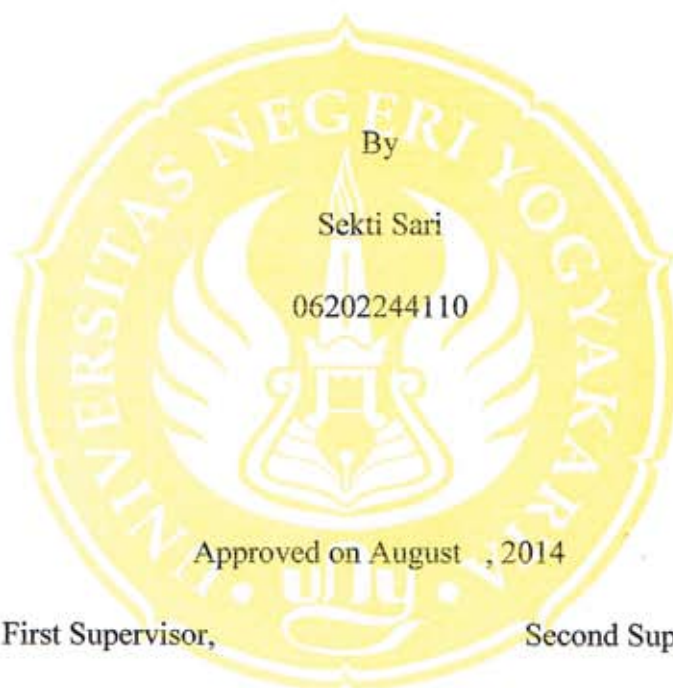 UNIVERSITAS NEGERI YOGYAKARTA
By
Sekti Sari
06202244110
Approved on August , 2014
uny
First Supervisor, Second Sup